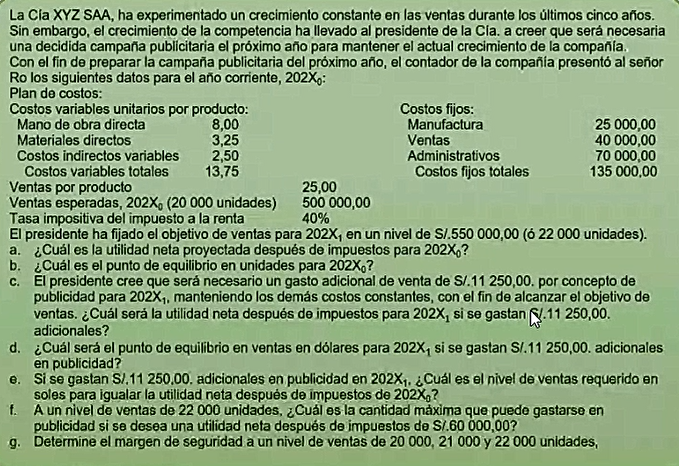 La Cía XYZ SAA, ha experimentado un crecimiento constante en las ventas durante los últimos cinco años.
Sin embargo, el crecimiento de la competencia ha llevado al presidente de la Cía. a creer que será necesaria
una decidida campaña publicitaria el próximo año para mantener el actual crecimiento de la compañía.
Con el fin de preparar la campaña publicitaria del próximo año, el contador de la compañía presentó al señor
Ro los siguientes datos para el año corriente, 202X₀:
Plan de costos:
Costos variables unitarios por producto: Costos fijos:
Mano de obra directa 8,00 Manufactura 25 000,00
Materiales directos 3,25 Ventas 40 000,00
Costos indirectos variables 2,50 Administrativos 70 000,00
Costos variables totales 13,75 Costos fijos totales 135 000,00
Ventas por producto 25,00
Ventas esperadas, 202X₀ (20 000 unidades) 500 000,00
Tasa impositiva del impuesto a la renta 40%
El presidente ha fijado el objetivo de ventas para 202X₁ en un nivel de S/.550 000,00 (ó 22 000 unidades).
a. ¿Cuál es la utilidad neta proyectada después de impuestos para 202X₀?
b. ¿Cuál es el punto de equilibrio en unidades para 202X₀?
c. El presidente cree que será necesario un gasto adicional de venta de S/.11 250,00. por concepto de
publicidad para 202X₁, manteniendo los demás costos constantes, con el fin de alcanzar el objetivo de
ventas. ¿Cuál será la utilidad neta después de impuestos para 202X₁ si se gastan S/.11 250,00.
adicionales?
d. ¿Cuál será el punto de equilibrio en ventas en dólares para 202X₁ si se gastan S/.11 250,00. adicionales
en publicidad?
e. Si se gastan S/.11 250,00. adicionales en publicidad en 202X₁, ¿Cuál es el nivel de ventas requerido en
soles para igualar la utilidad neta después de impuestos de 202X₀?
f. A un nivel de ventas de 22 000 unidades, ¿Cuál es la cantidad máxima que puede gastarse en
publicidad si se desea una utilidad neta después de impuestos de S/.60 000,00?
g. Determine el margen de seguridad a un nivel de ventas de 20 000, 21 000 y 22 000 unidades,